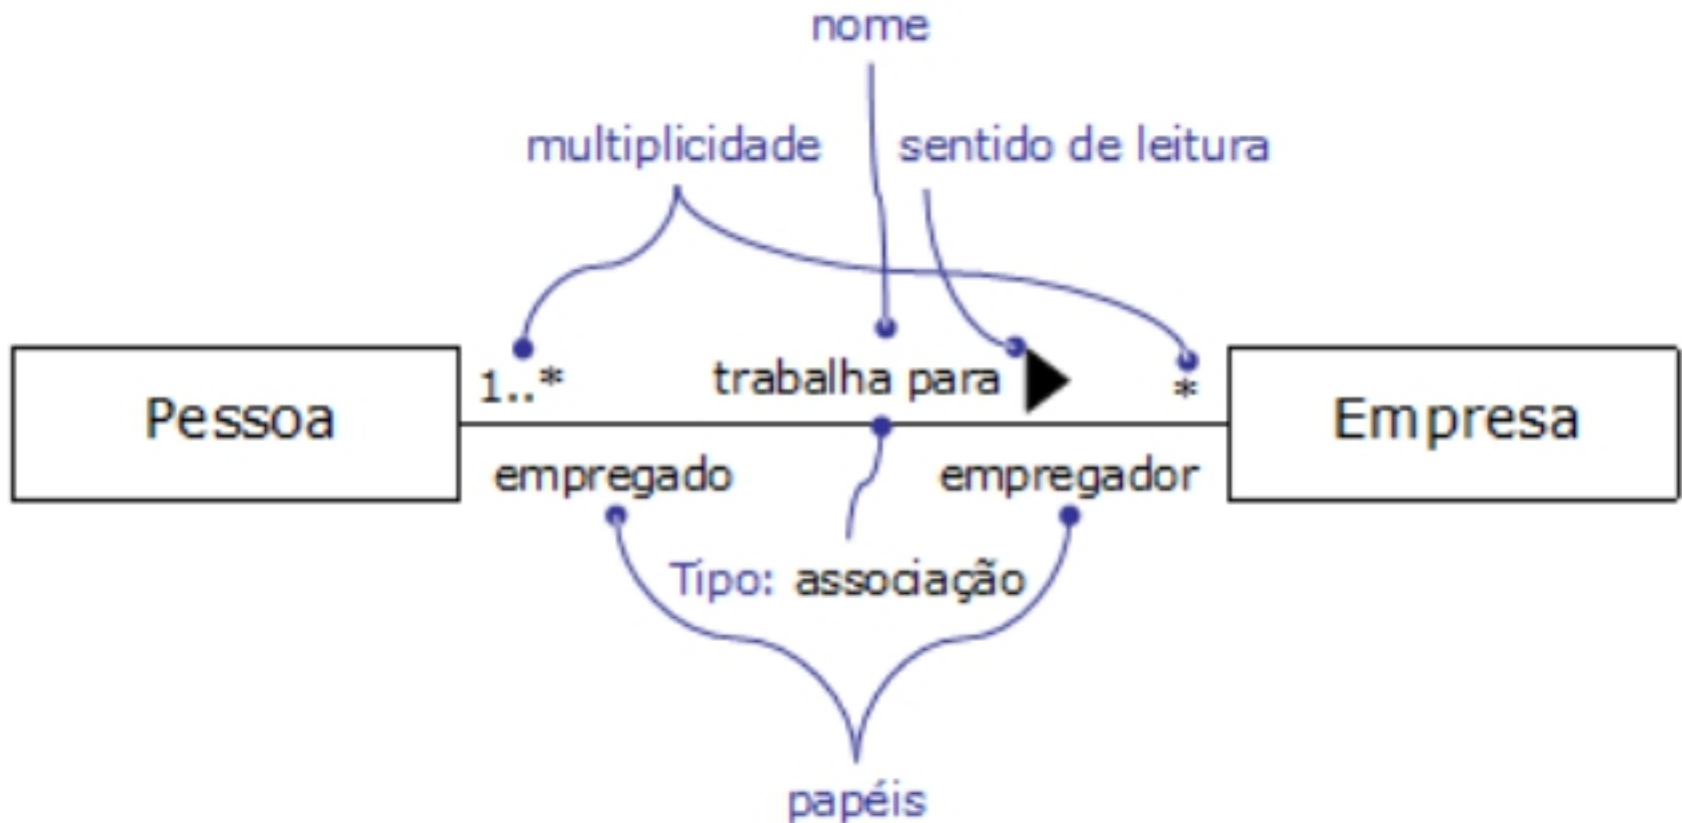 nome
multiplicidade
sentido de leitura
1..*
trabalha para
*
Pessoa
Empresa
empregado
empregador
Tipo: associação
papéis